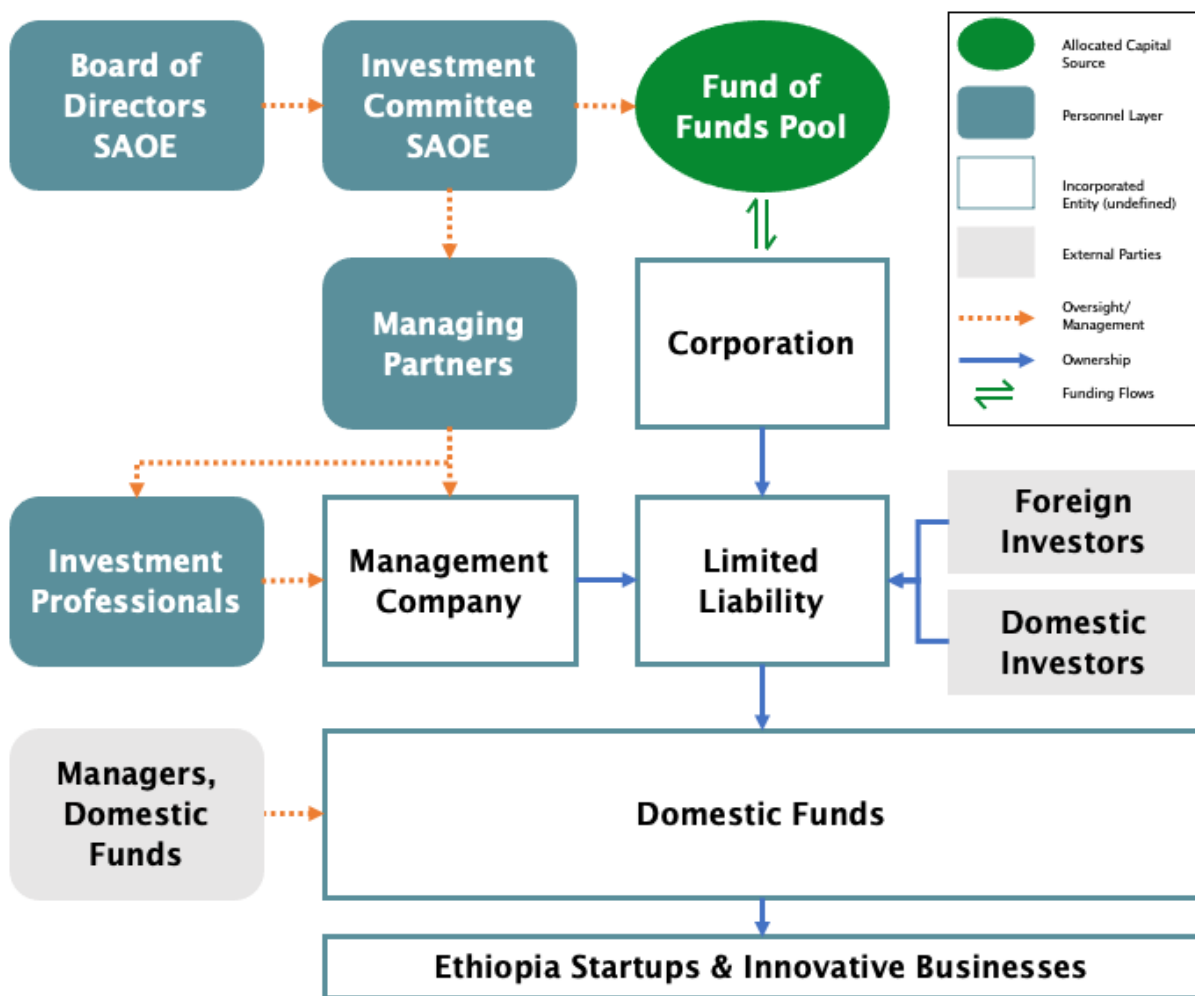 Board of
Directors
SAOE
Investment
Committee
SAOE
Fund of
Funds Pool
Allocated Capital
Source
Personnel Layer
Incorporated
Entity (undefined)
External Parties
Oversight/
Management
Ownership
Funding Flows
Managing
Partners
Corporation
Foreign
Investors
Investment
Professionals
Management
Company
Limited
Liability
Domestic
Investors
Managers,
Domestic
Funds
Domestic Funds
Ethiopia Startups & Innovative Businesses